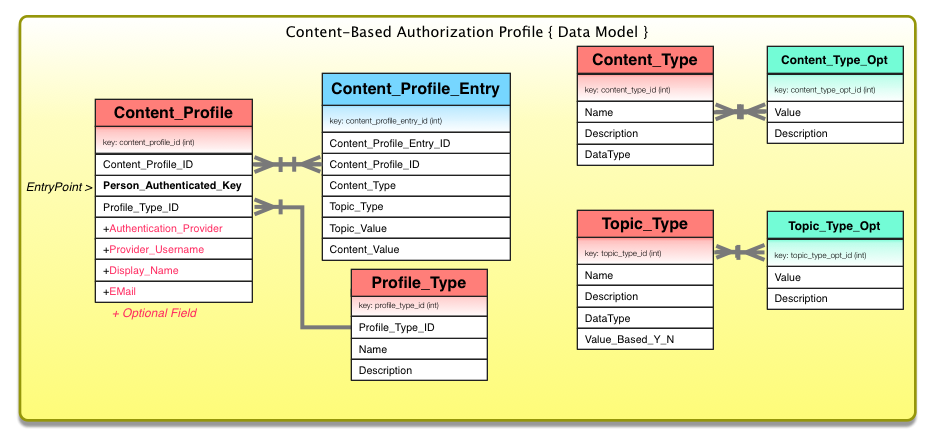 Content-Based Authorization Profile { Data Model }
Content_Profile
key: content_profile_id (int)
Content_Profile_ID
EntryPoint >
Person_Authenticated_Key
Profile_Type_ID
+Authentication_Provider
+Provider_Username
+Display_Name
+EMail
+ Optional Field
Content_Profile_Entry
key: content_profile_entry_id (int)
Content_Profile_Entry_ID
Content_Profile_ID
Content_Type
Topic_Type
Topic_Value
Content_Value
Profile_Type
key: profile_type_id (int)
Profile_Type_ID
Name
Description
Content_Type
key: content_type_id (int)
Name
Description
DataType
Content_Type_Opt
key: content_type_opt_id (int)
Value
Description
Topic_Type
key: topic_type_id (int)
Name
Description
DataType
Value_Based_Y_N
Topic_Type_Opt
key: topic_type_opt_id (int)
Value
Description